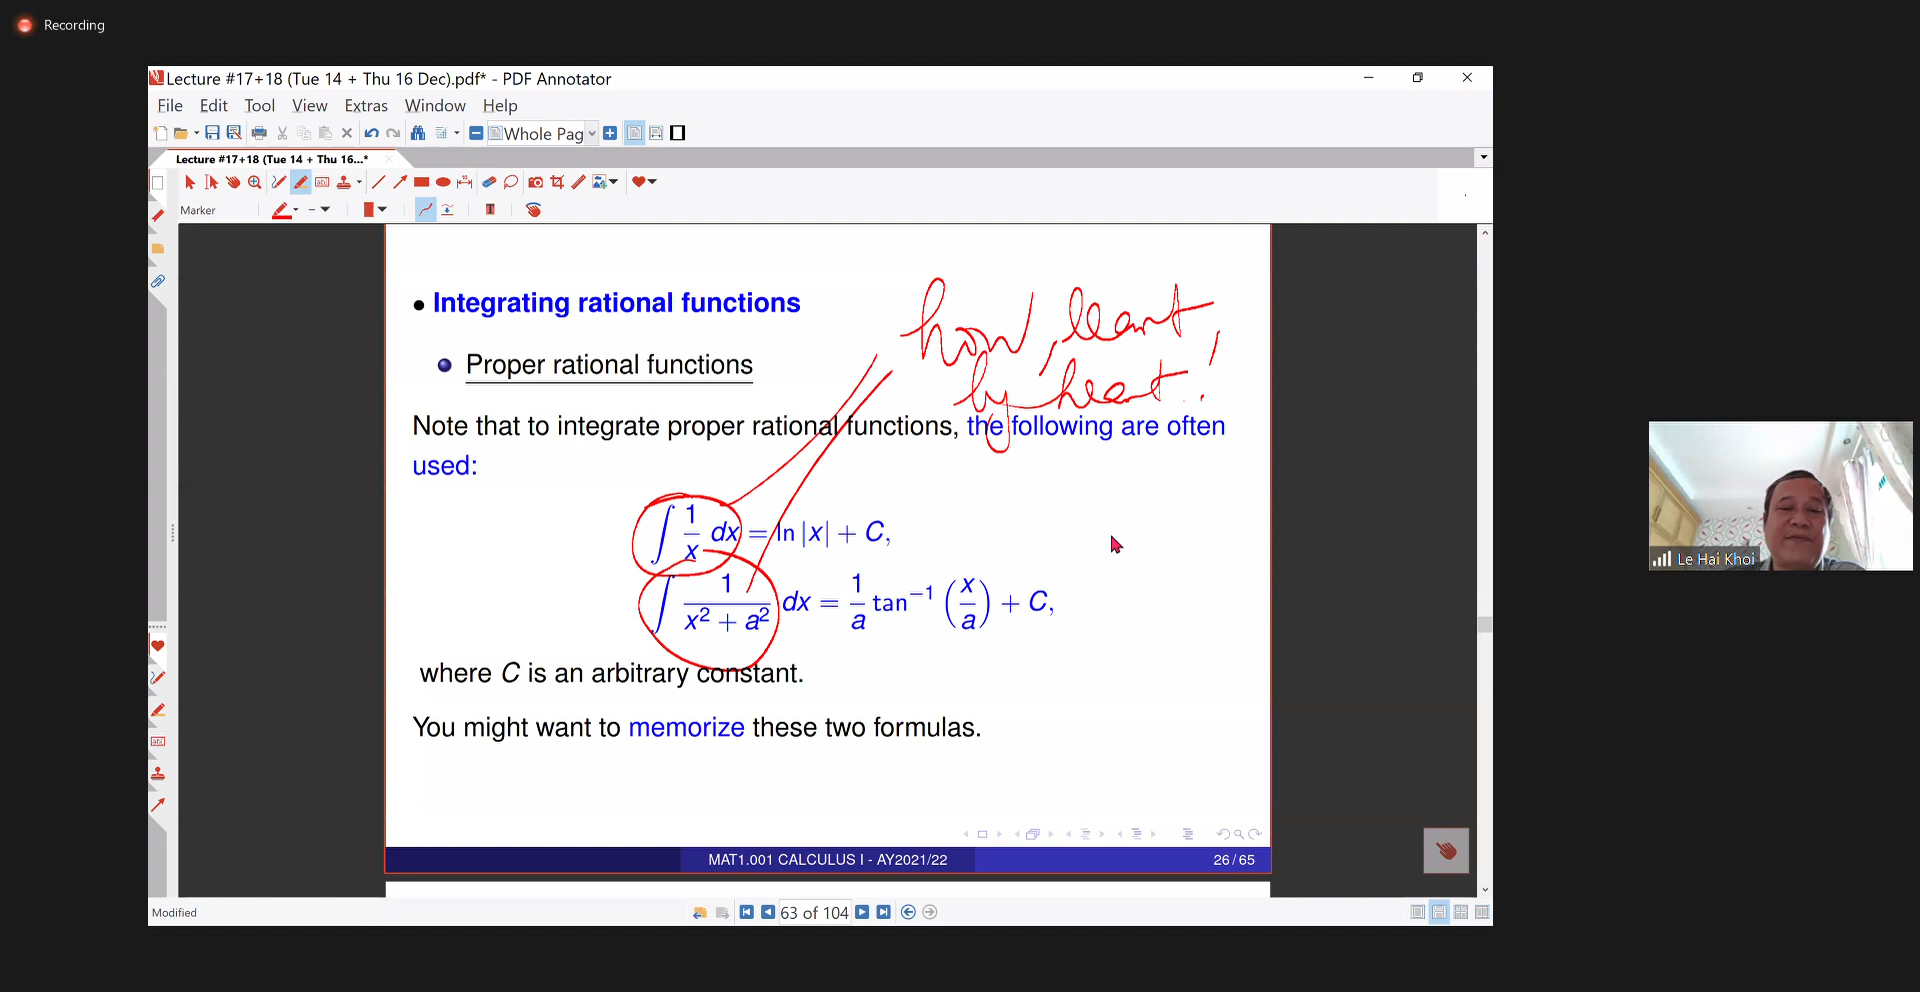 Recording
Lecture #17+18 (Tue 14 + Thu 16 Dec).pdf* - PDF Annotator
File Edit Tool View Extras Window Help
Whole Pag
Lecture #17+18 (Tue 14 + Thu 16...*
Marker
• Integrating rational functions
Proper rational functions
learnt,
by heart!
Note that to integrate proper rational functions, the following are often
used:
∫ 1/x dx = ln |x| + C,
∫ 1/(x² + a²) dx = 1/a tan⁻¹ (x/a) + C,
where C is an arbitrary constant.
You might want to memorize these two formulas.
MAT1.001 CALCULUS I - AY2021/22 26/65
Modified
63 of 104
Le Hai Khoi